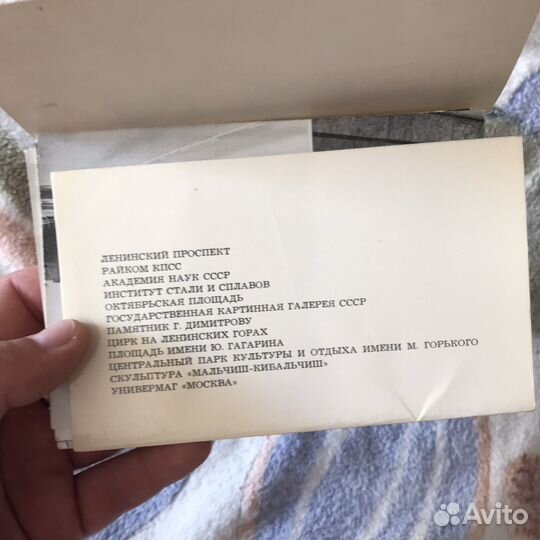 ЛЕНИНСКИЙ ПРОСПЕКТ
РАЙКОМ КПСС
АКАДЕМИЯ НАУК СССР
ИНСТИТУТ СТАЛИ И СПЛАВОВ
ОКТЯБРЬСКАЯ ПЛОЩАДЬ
ГОСУДАРСТВЕННАЯ КАРТИННАЯ ГАЛЕРЕЯ СССР
ПАМЯТНИК Г. ДИМИТРОВУ
ЦИРК НА ЛЕНИНСКИХ ГОРАХ
ПЛОЩАДЬ ИМЕНИ Ю. ГАГАРИНА
ЦЕНТРАЛЬНЫЙ ПАРК КУЛЬТУРЫ И ОТДЫХА ИМЕНИ М. ГОРЬКОГО
СКУЛЬПТУРА «МАЛЬЧИШ-КИБАЛЬЧИШ»
УНИВЕРМАГ «МОСКВА»
Avito